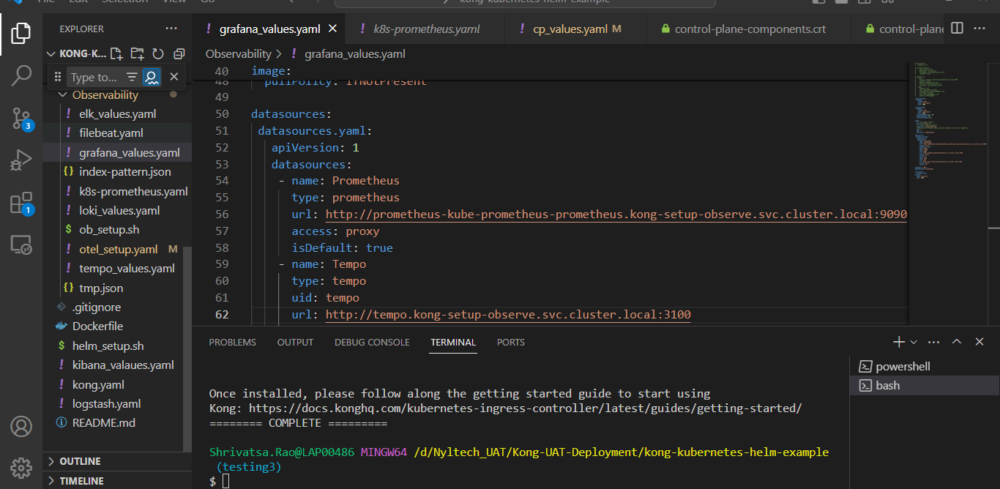 File Edit Selection View Go
kong-kubernetes-helm-example
EXPLORER
KONG-K...
Type to...
Observability
elk_values.yaml
filebeat.yaml
grafana_values.yaml
index-pattern.json
k8s-prometheus.yaml
loki_values.yaml
ob_setup.sh
otel_setup.yaml M
tempo_values.yaml
tmp.json
.gitignore
Dockerfile
helm_setup.sh
kibana_valaues.yaml
kong.yaml
logstash.yaml
README.md
OUTLINE
TIMELINE
3
1
grafana_values.yaml
k8s-prometheus.yaml
cp_values.yaml M
control-plane-components.crt
control-plane
Observability > grafana_values.yaml
40 image:
48 pullPolicy: IfNotPresent
49
50 datasources:
51 datasources.yaml:
52 apiVersion: 1
53 datasources:
54 - name: Prometheus
55 type: prometheus
56 url: http://prometheus-kube-prometheus-prometheus.kong-setup-observe.svc.cluster.local:9090
57 access: proxy
58 isDefault: true
59 - name: Tempo
60 type: tempo
61 uid: tempo
62 url: http://tempo.kong-setup-observe.svc.cluster.local:3100
PROBLEMS OUTPUT DEBUG CONSOLE TERMINAL PORTS
Once installed, please follow along the getting started guide to start using
Kong: https://docs.konghq.com/kubernetes-ingress-controller/latest/guides/getting-started/
======== COMPLETE =========
Shrivatsa.Rao@LAP00486 MINGW64 /d/Nyltech_UAT/Kong-UAT-Deployment/kong-kubernetes-helm-example
(testing3)
$
powershell
bash